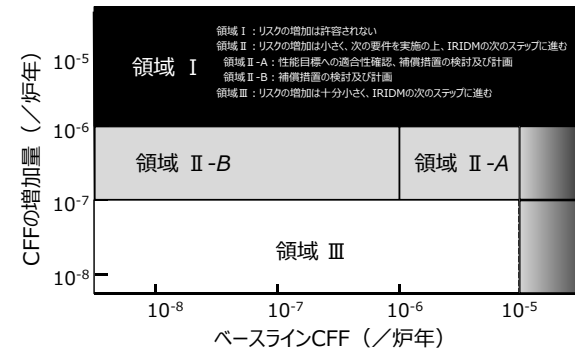 領域Ⅰ：リスクの増加は許容されない
領域Ⅱ：リスクの増加は小さく、次の要件を実施の上、IRIDMの次のステップに進む
領域Ⅱ-A：性能目標への適合性確認、補償措置の検討及び計画
領域Ⅱ-B：補償措置の検討及び計画
領域Ⅲ：リスクの増加は十分小さく、IRIDMの次のステップに進む
領域 Ⅰ
領域 Ⅱ-B
領域 Ⅱ-A
領域 Ⅲ
CFFの増加量（／炉年）
10⁻⁵
10⁻⁶
10⁻⁷
10⁻⁸
10⁻⁸ 10⁻⁷ 10⁻⁶ 10⁻⁵
ベースラインCFF（／炉年）